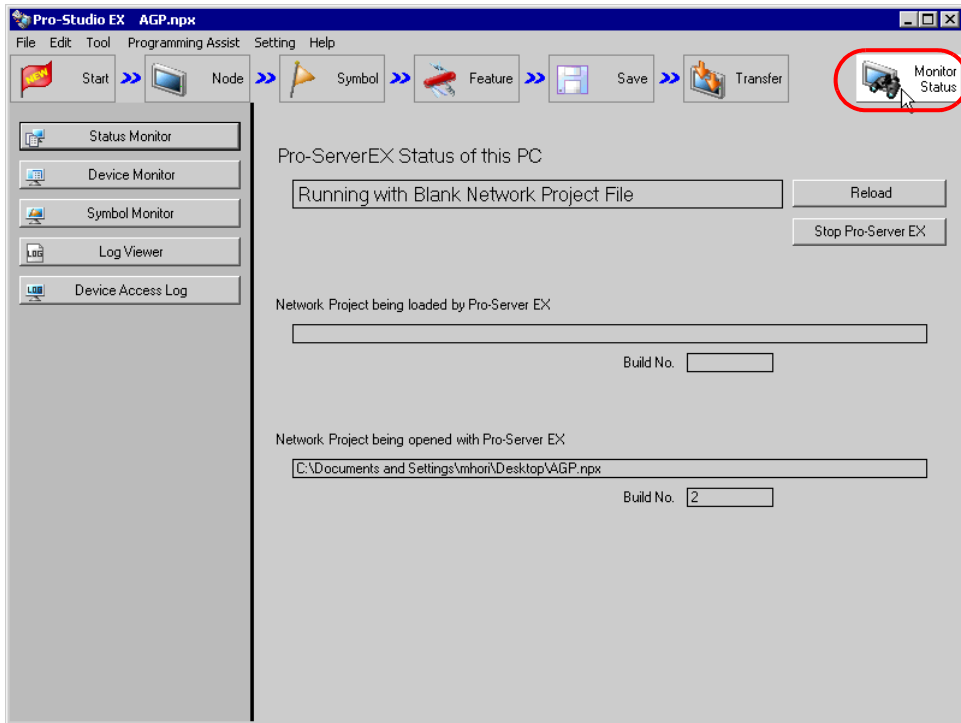 Pro-Studio EX AGP.npx
File Edit Tool Programming Assist Setting Help
NEW Start Node Symbol Feature Save Transfer Monitor Status
Status Monitor
Device Monitor
Symbol Monitor
LOG Log Viewer
LOG Device Access Log
Pro-ServerEX Status of this PC
Running with Blank Network Project File
Reload
Stop Pro-Server EX
Network Project being loaded by Pro-Server EX
Build No.
Network Project being opened with Pro-Server EX
C:\Documents and Settings\mhori\Desktop\AGP.npx
Build No. 2